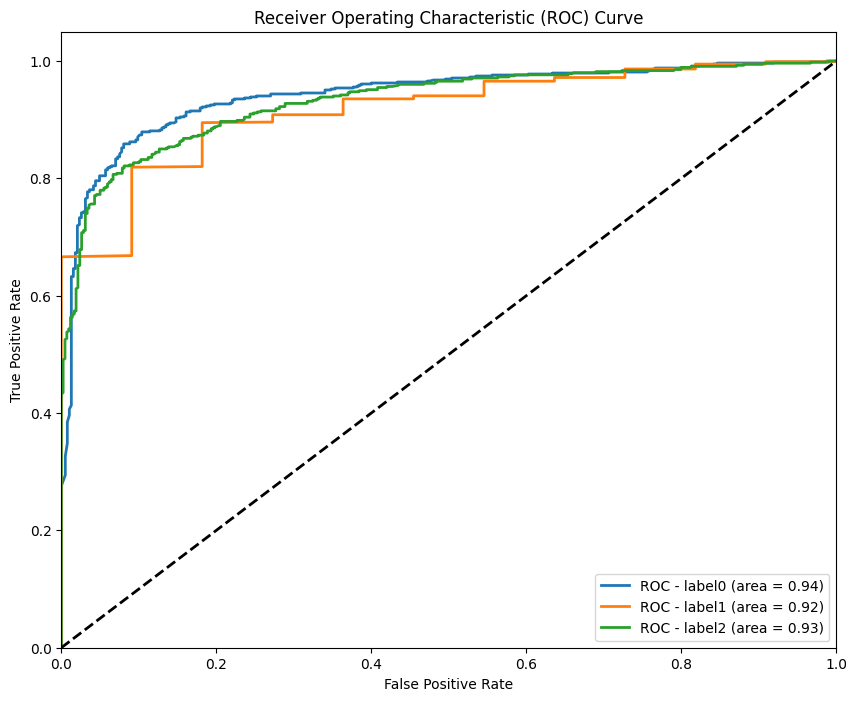 Receiver Operating Characteristic (ROC) Curve
1.0
0.8
0.6
0.4
0.2
0.0
True Positive Rate
ROC - label0 (area = 0.94)
ROC - label1 (area = 0.92)
ROC - label2 (area = 0.93)
0.0 0.2 0.4 0.6 0.8 1.0
False Positive Rate